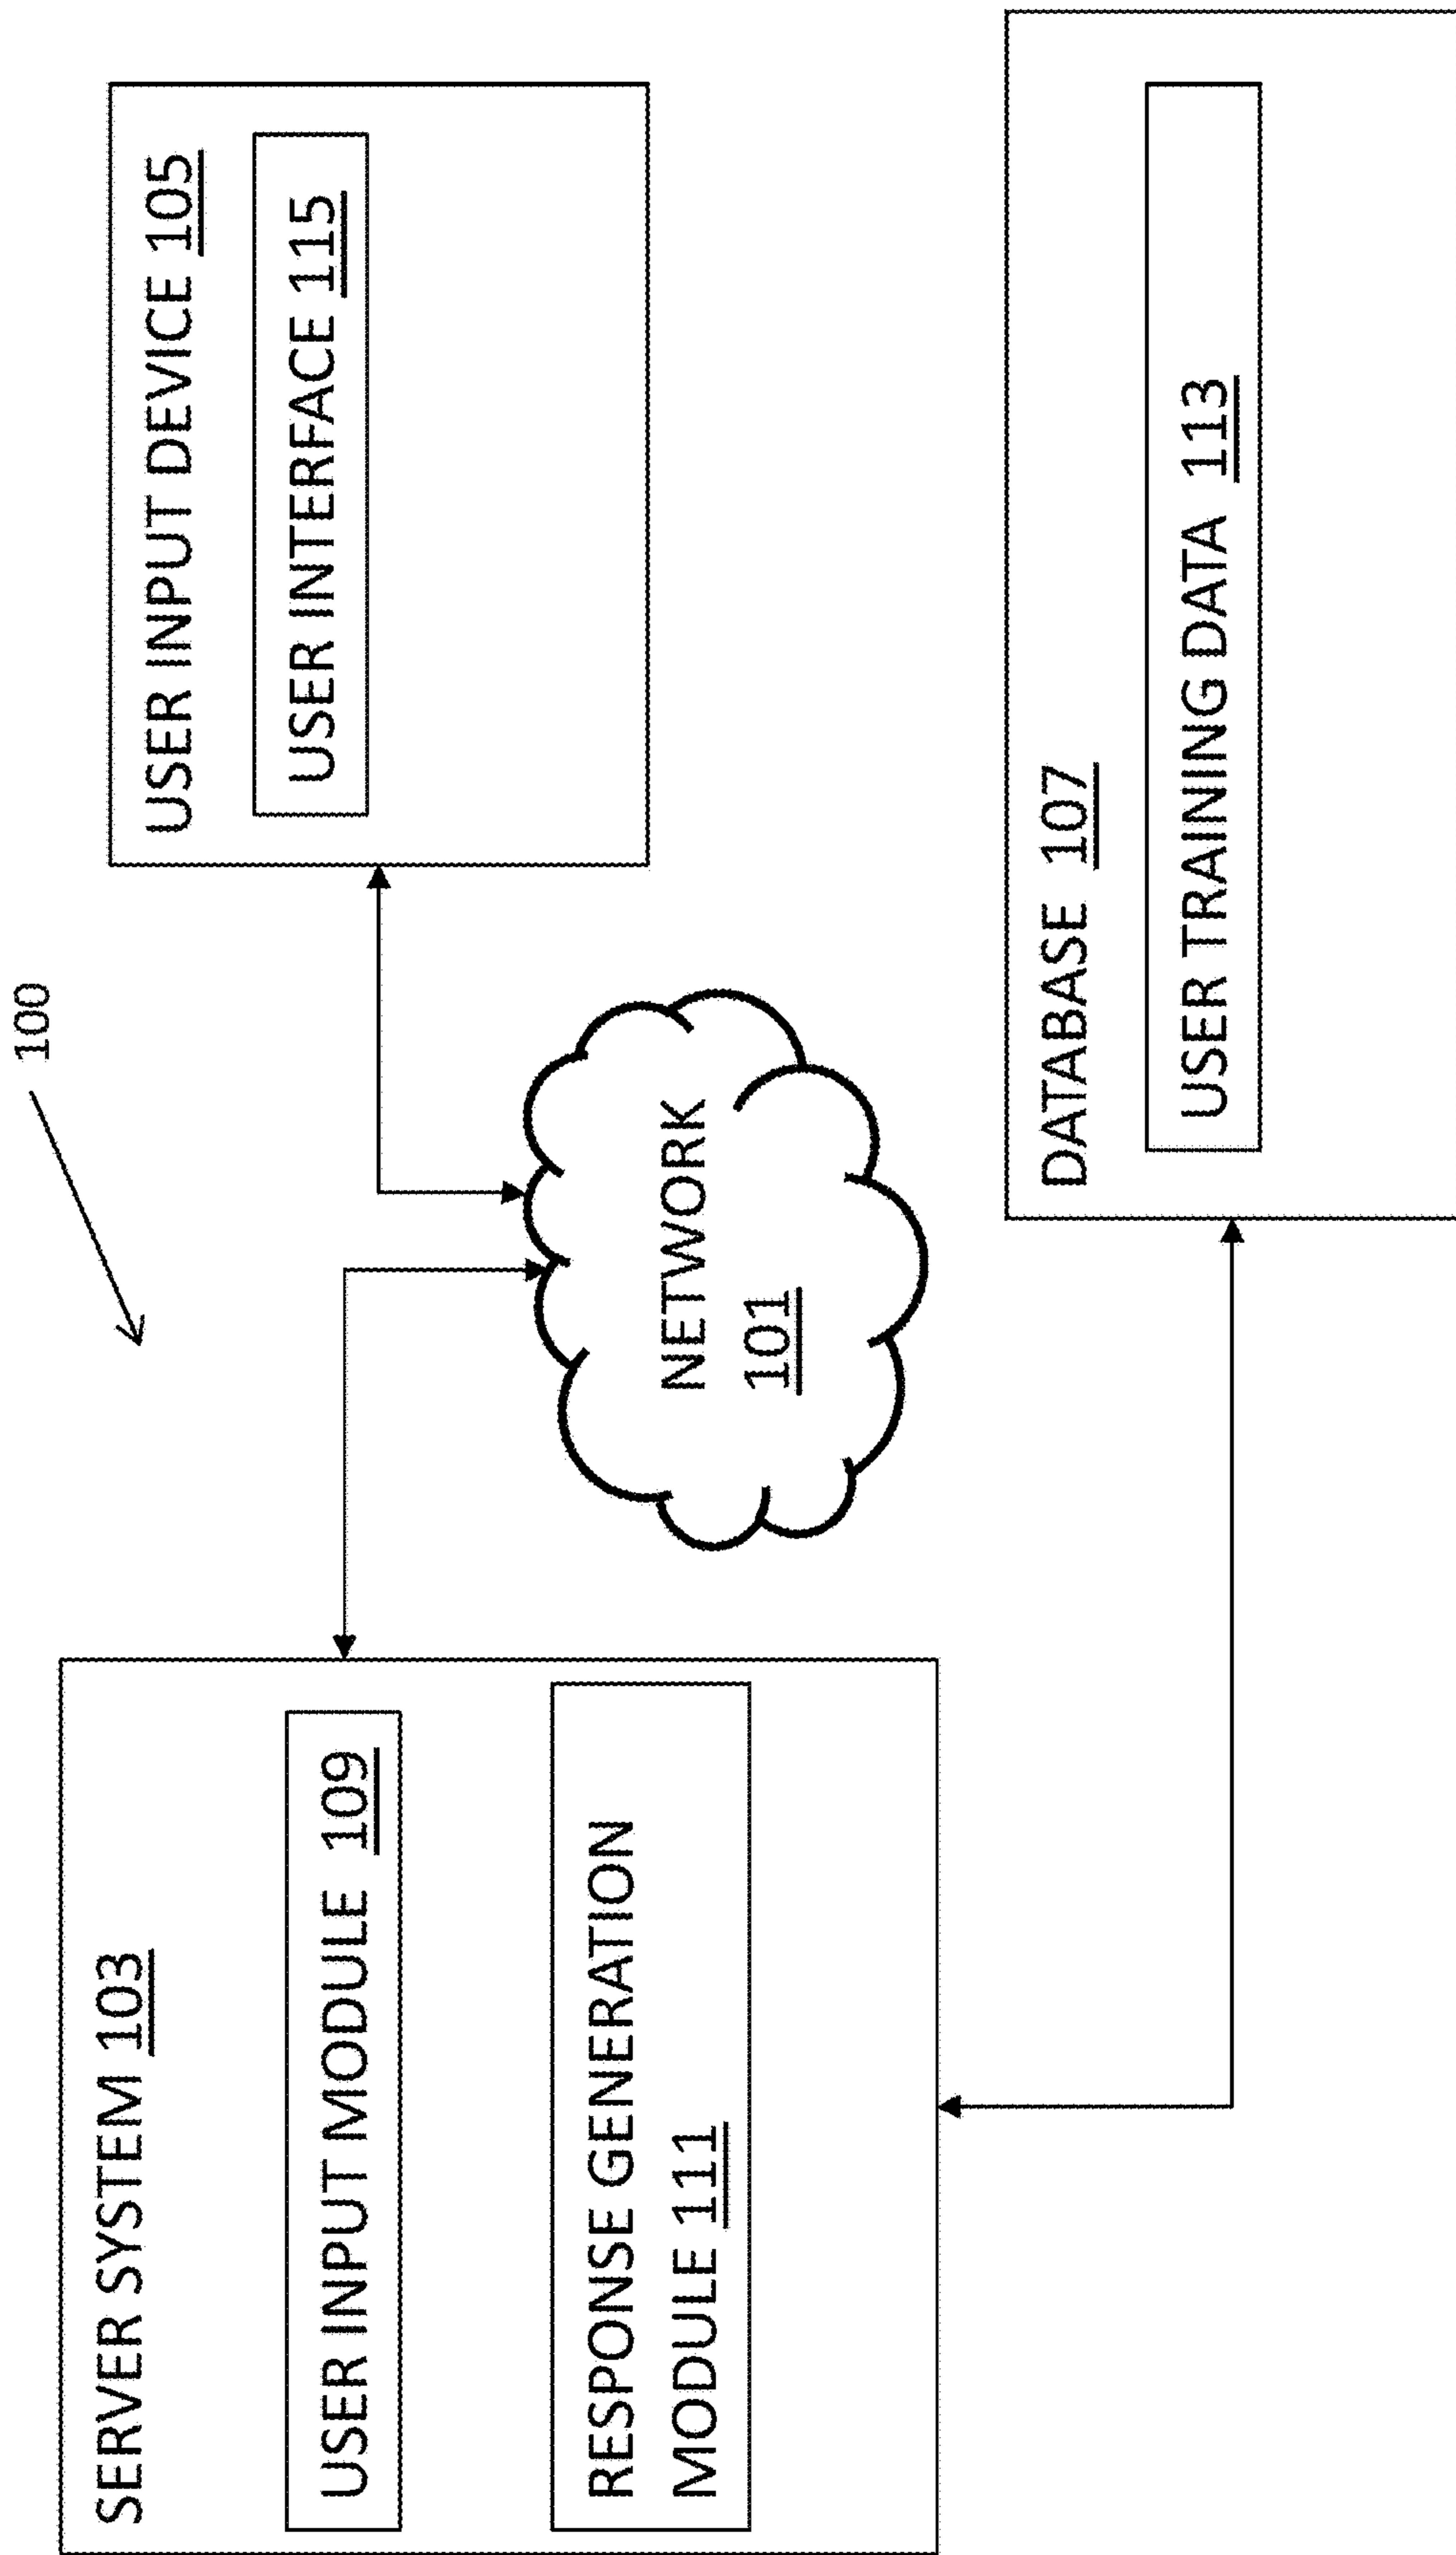 100
SERVER SYSTEM 103
USER INPUT MODULE 109
RESPONSE GENERATION
MODULE 111
NETWORK
101
USER INPUT DEVICE 105
USER INTERFACE 115
DATABASE 107
USER TRAINING DATA 113